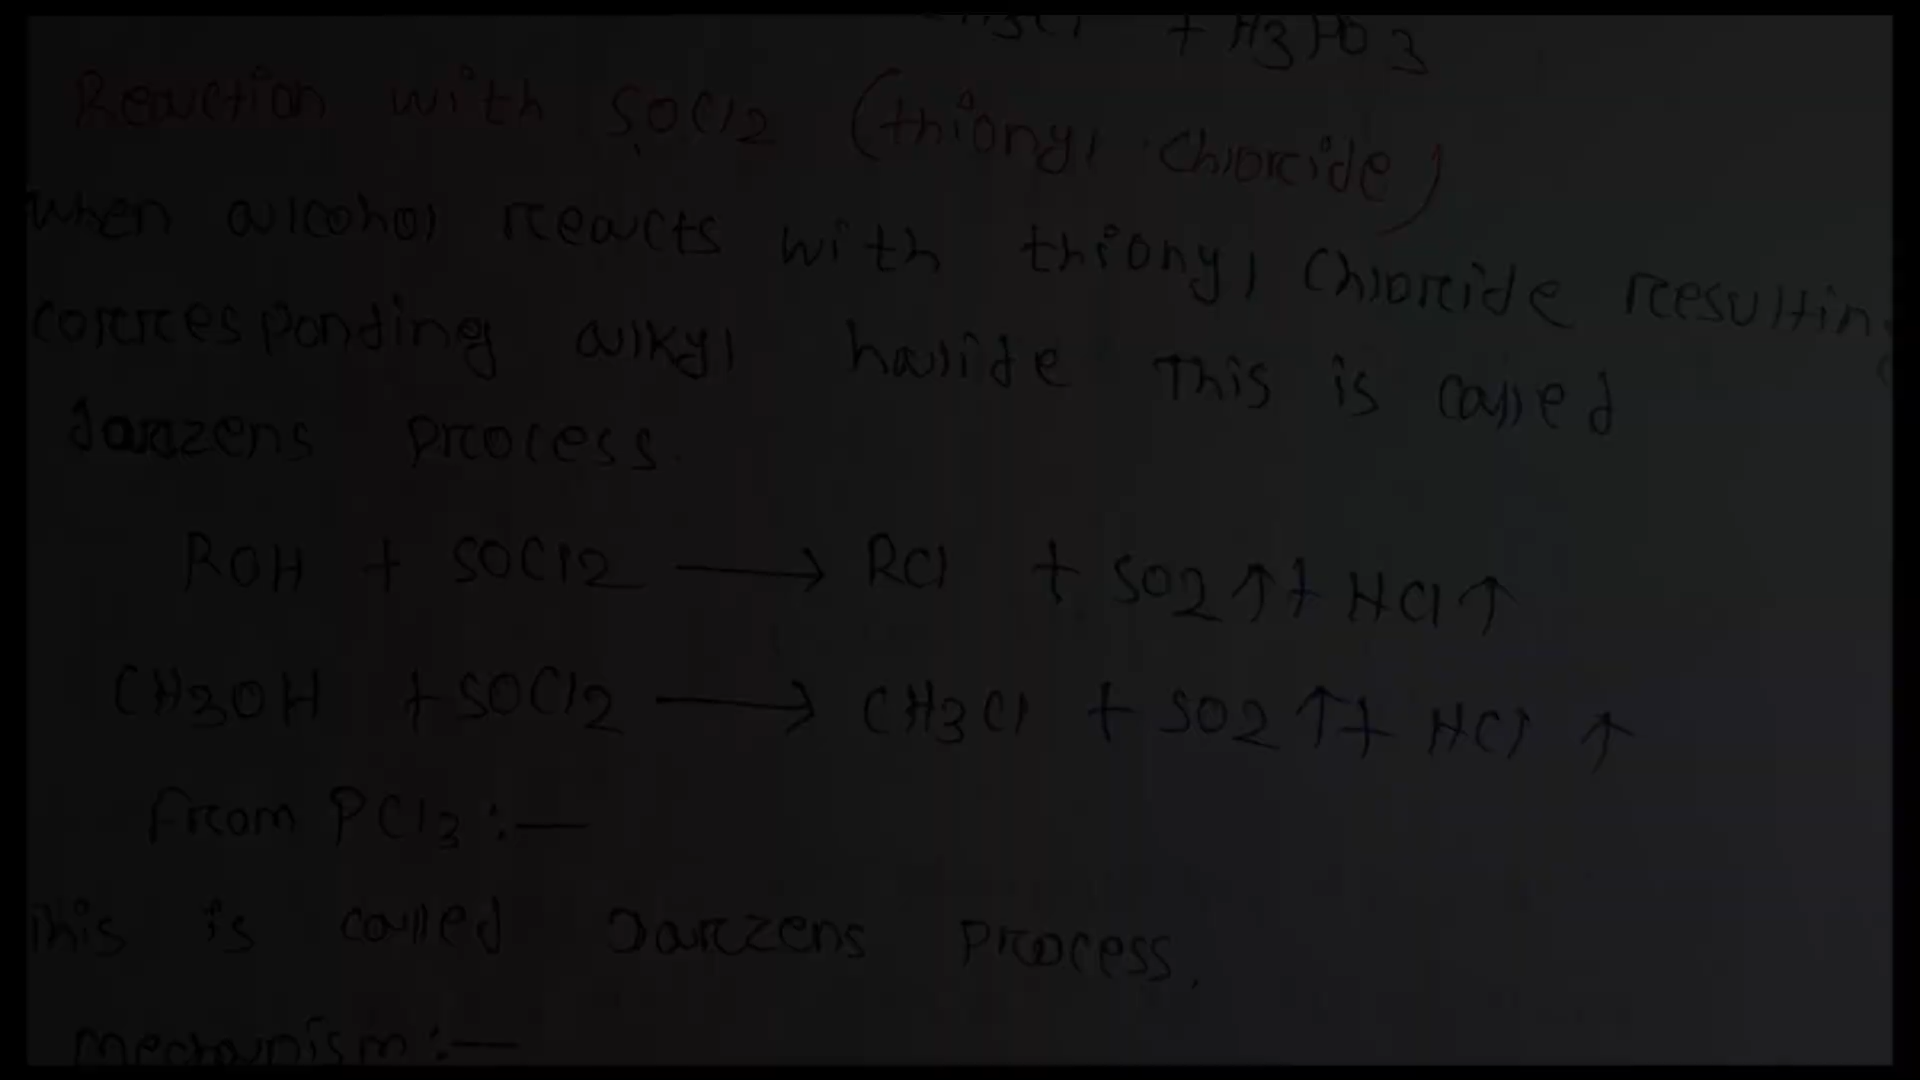 + H3PO3
Reaction with SOCl2 (thionyl chloride)
when alcohol reacts with thionyl chloride resulting
corresponding alkyl halide This is called
darzens process.
ROH + SOCl2 → RCl + SO2↑ + HCl↑
CH3OH + SOCl2 → CH3Cl + SO2↑ + HCl ↑
From PCl3 :—
This is called Darzens process.
mechanism :—